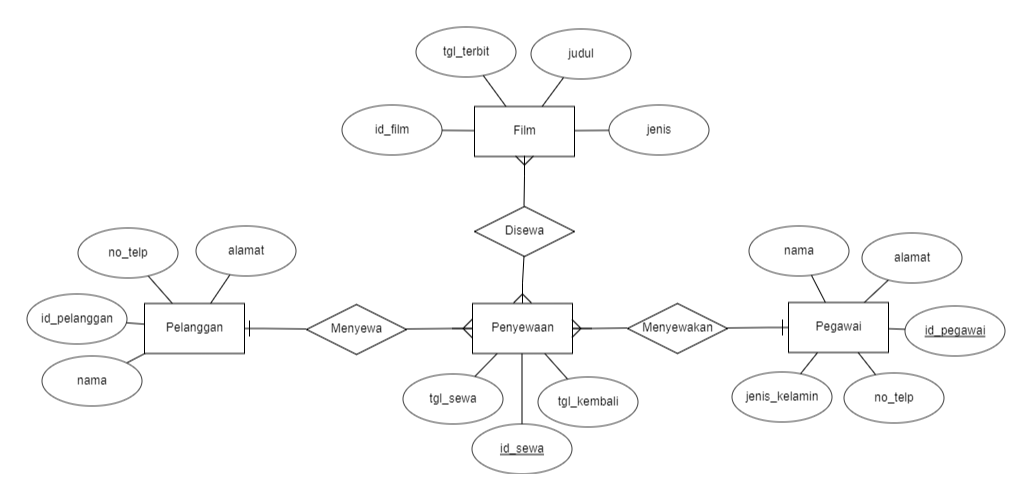 tgl_terbit
judul
id_film
Film
jenis
Disewa
no_telp
alamat
nama
alamat
id_pelanggan
Pelanggan
Menyewa
Penyewaan
Menyewakan
Pegawai
id_pegawai
nama
tgl_sewa
tgl_kembali
jenis_kelamin
no_telp
id_sewa